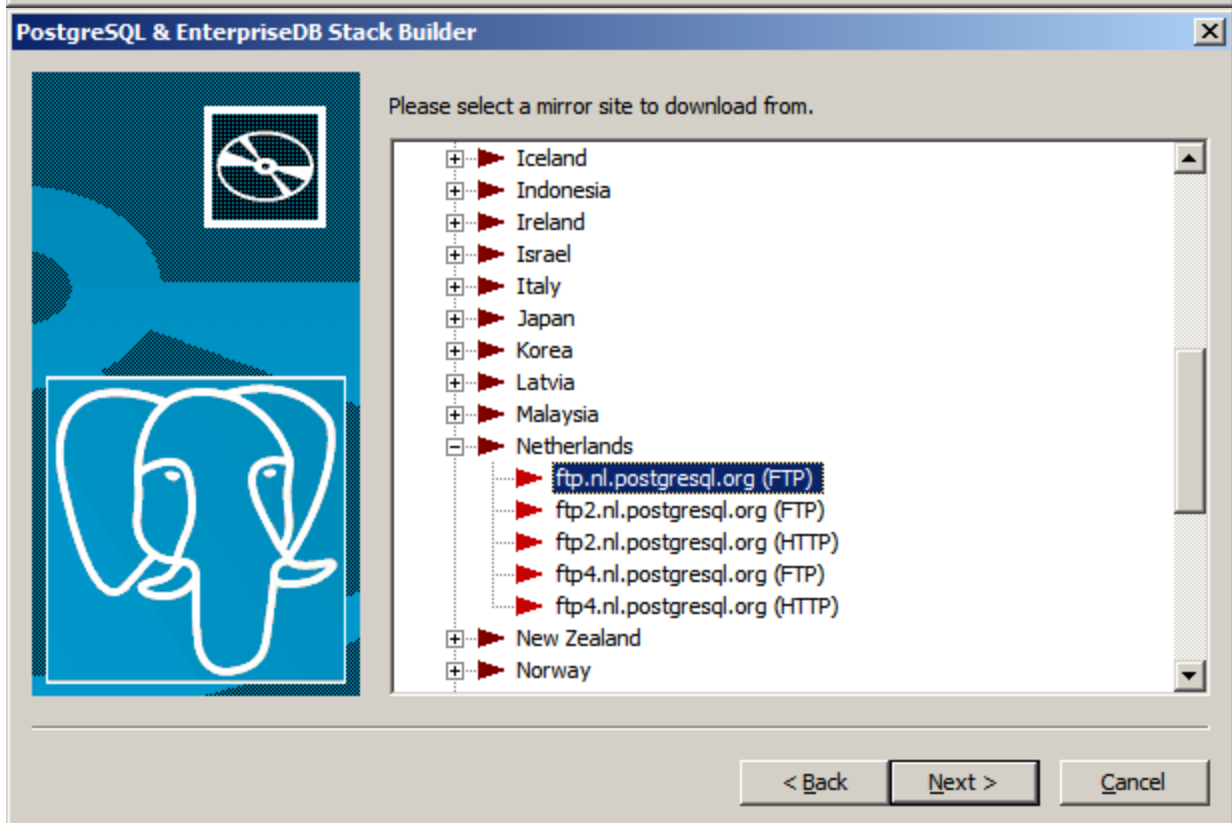 PostgreSQL & EnterpriseDB Stack Builder
Please select a mirror site to download from.
Iceland
Indonesia
Ireland
Israel
Italy
Japan
Korea
Latvia
Malaysia
Netherlands
ftp.nl.postgresql.org (FTP)
ftp2.nl.postgresql.org (FTP)
ftp2.nl.postgresql.org (HTTP)
ftp4.nl.postgresql.org (FTP)
ftp4.nl.postgresql.org (HTTP)
New Zealand
Norway
< Back Next > Cancel